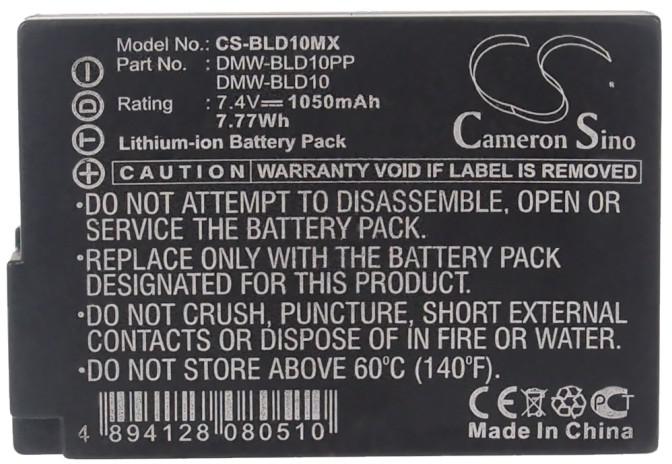 Model No.: CS-BLD10MX
Part No. : DMW-BLD10PP
DMW-BLD10
Rating : 7.4V⎓1050mAh
7.77Wh
Lithium-ion Battery Pack
I
D
T
+
CS
®
Cameron Sino
CAUTION WARRANTY VOID IF LABEL IS REMOVED
•DO NOT ATTEMPT TO DISASSEMBLE, OPEN OR
SERVICE THE BATTERY PACK.
•REPLACE ONLY WITH THE BATTERY PACK
DESIGNATED FOR THIS PRODUCT.
•DO NOT CRUSH, PUNCTURE, SHORT EXTERNAL
CONTACTS OR DISPOSE OF IN FIRE OR WATER.
•DO NOT STORE ABOVE 60°C (140°F).
4 894128 080510
CE PCT
Made In China